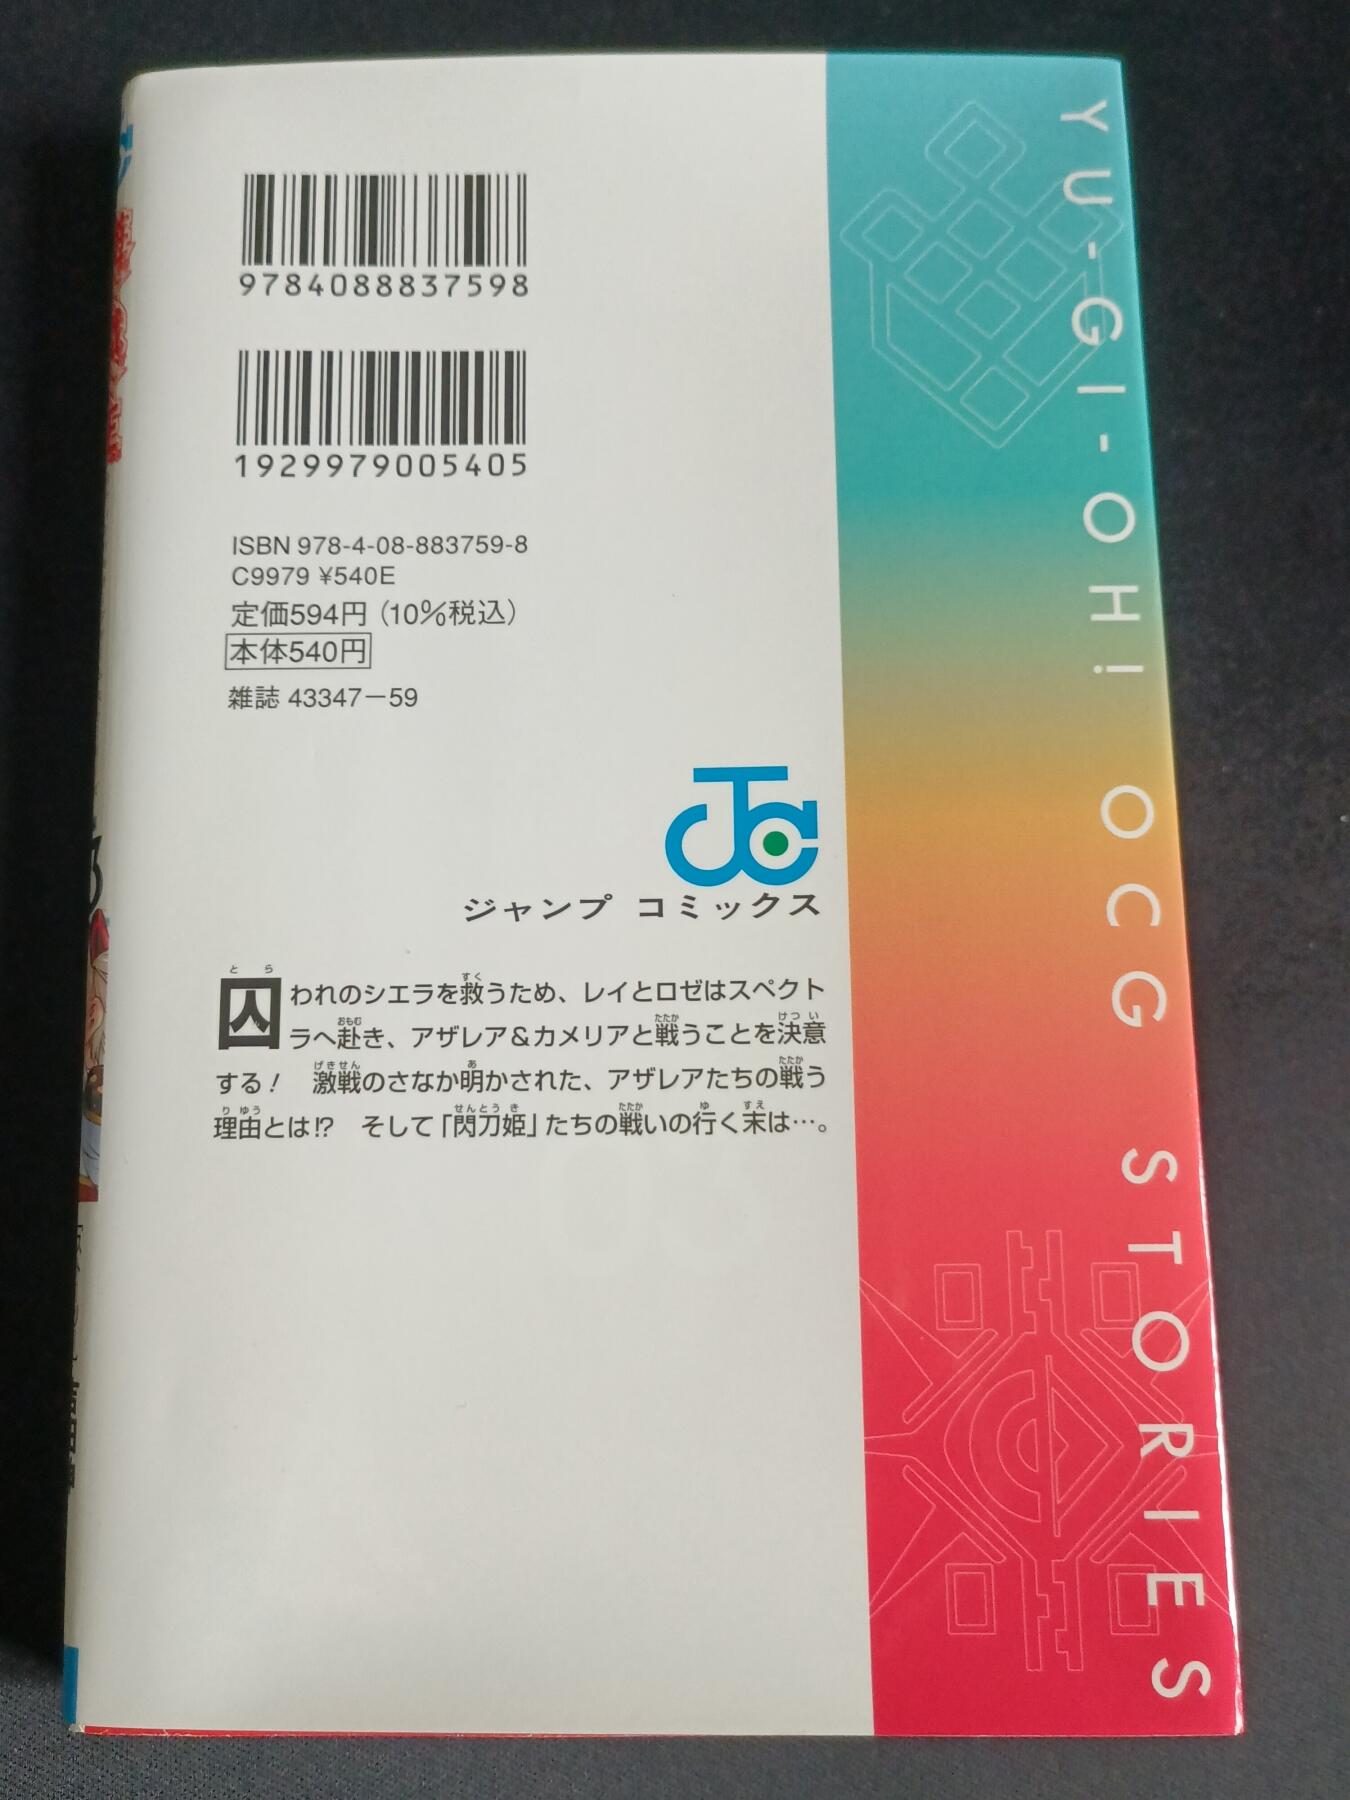 9784088837598
1929979005405
ISBN 978-4-08-883759-8
C9979 ¥540E
定価594円(10%税込)
本体540円
雑誌 43347-59
ジャンプ コミックス
囚われのシエラを救うため、レイとロゼはスペクト
ラへ赴き、アザレア&カメリアと戦うことを決意
する! 激戦のさなか明かされた、アザレアたちの戦う
理由とは!? そして「閃刀姫」たちの戦いの行く末は…。
YU-GI-OH! OCG STORIES